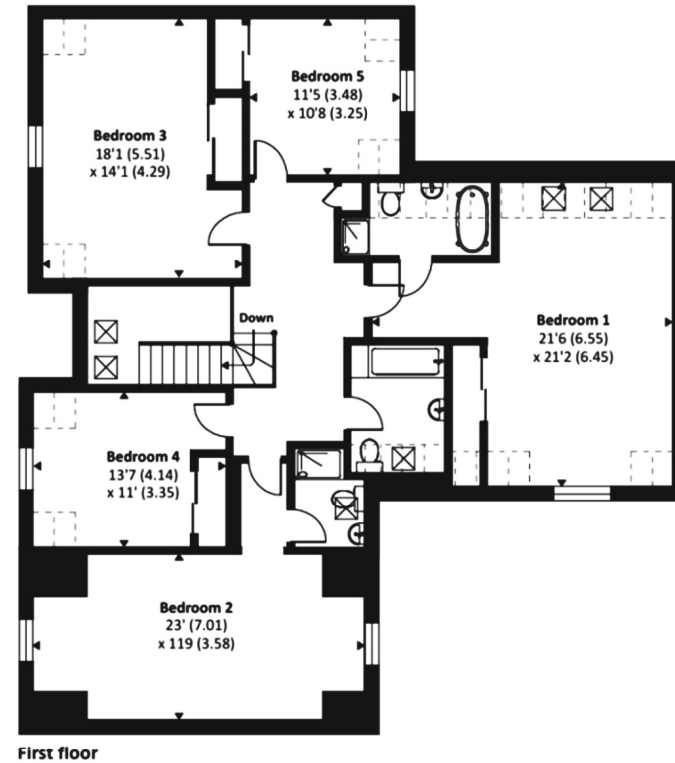 Bedroom 5
11'5 (3.48)
x 10'8 (3.25)
Bedroom 3
18'1 (5.51)
x 14'1 (4.29)
Down
Bedroom 1
21'6 (6.55)
x 21'2 (6.45)
Bedroom 4
13'7 (4.14)
x 11' (3.35)
Bedroom 2
23' (7.01)
x 119 (3.58)
First floor